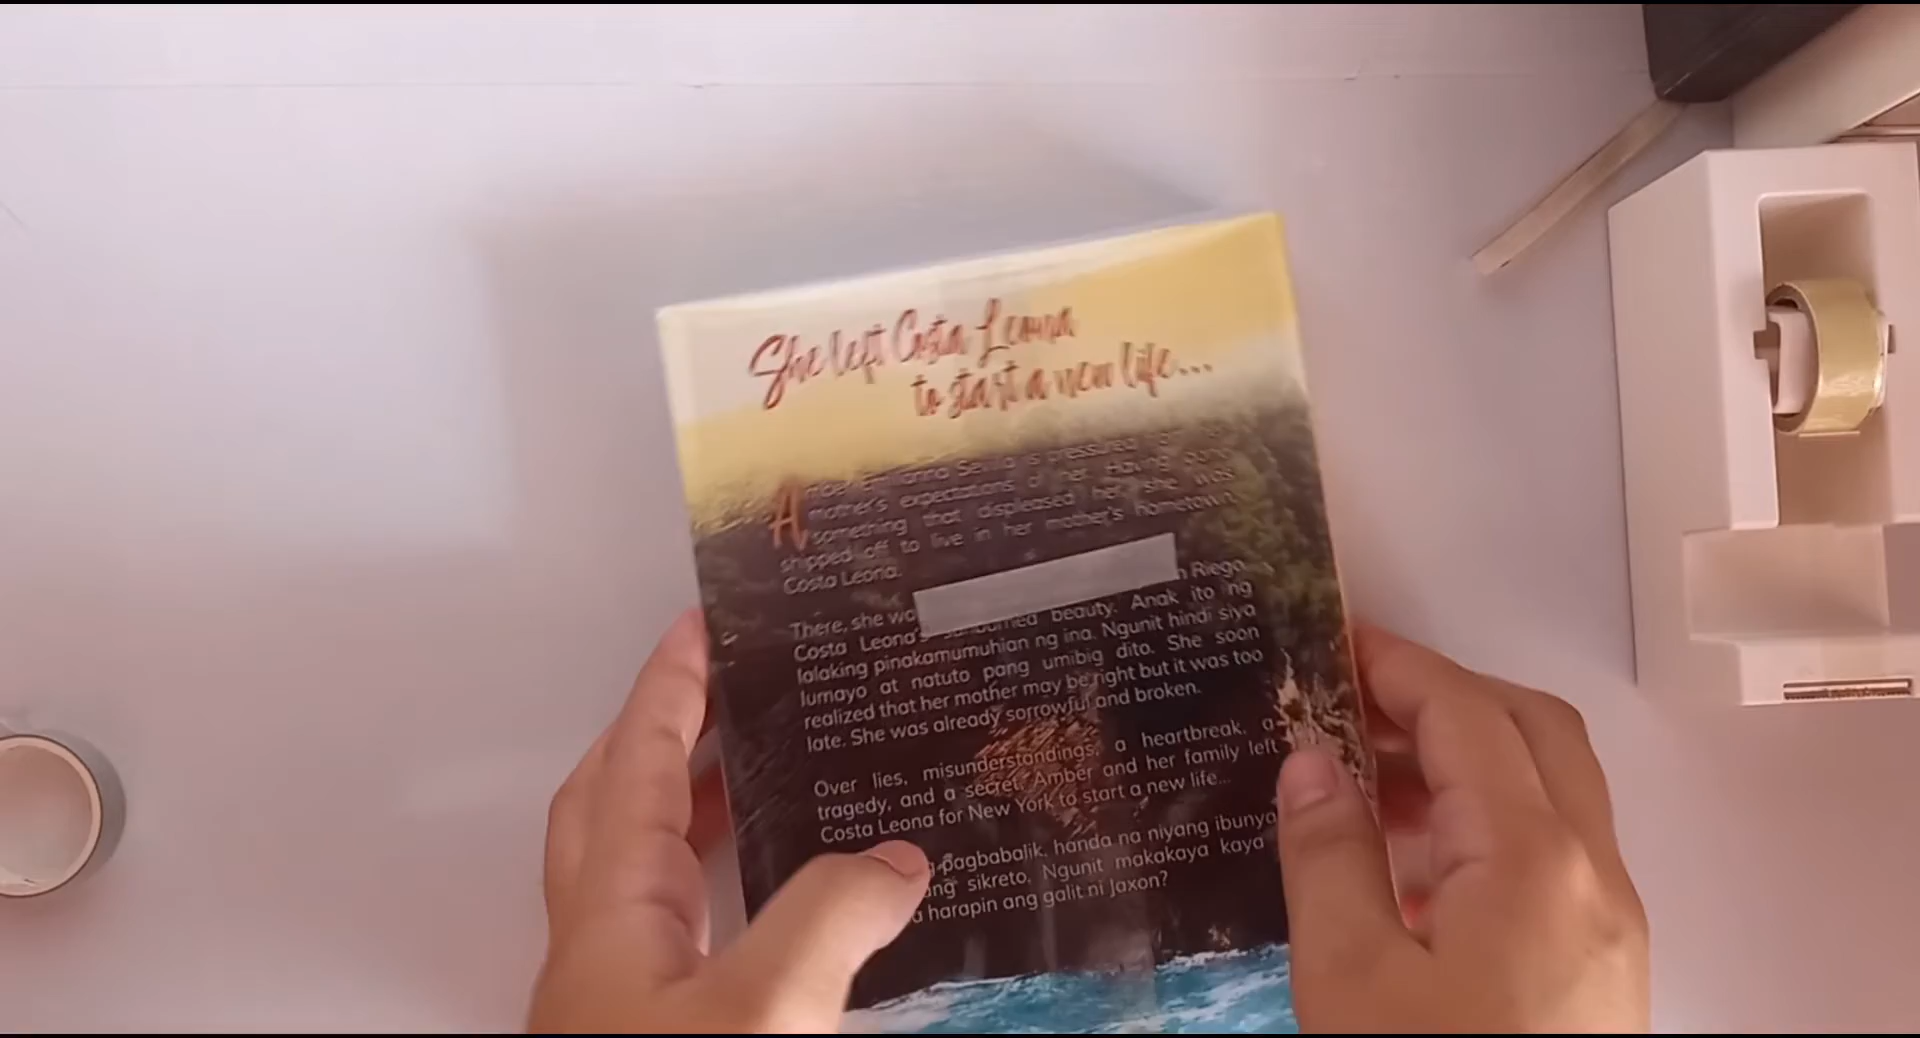 She left Costa Leona
to start a new life...
Amber is pressured
mother's expectations of her. Having done
something that displeased her, she was
shipped off to live in her mother's hometown,
Costa Leona.
There, she Riego
Costa Leona's sunburned beauty. Anak ito ng
lalaking pinakamumuhian ng ina. Ngunit hindi siya
lumayo at natuto pang umibig dito. She soon
realized that her mother may be right but it was too
late. She was already sorrowful and broken.
Over lies, misunderstandings, a heartbreak, a
tragedy, and a secret, Amber and her family left
Costa Leona for New York to start a new life...
pagbabalik, handa na niyang ibunyag
ang sikreto. Ngunit makakaya kaya
harapin ang galit ni Jaxon?